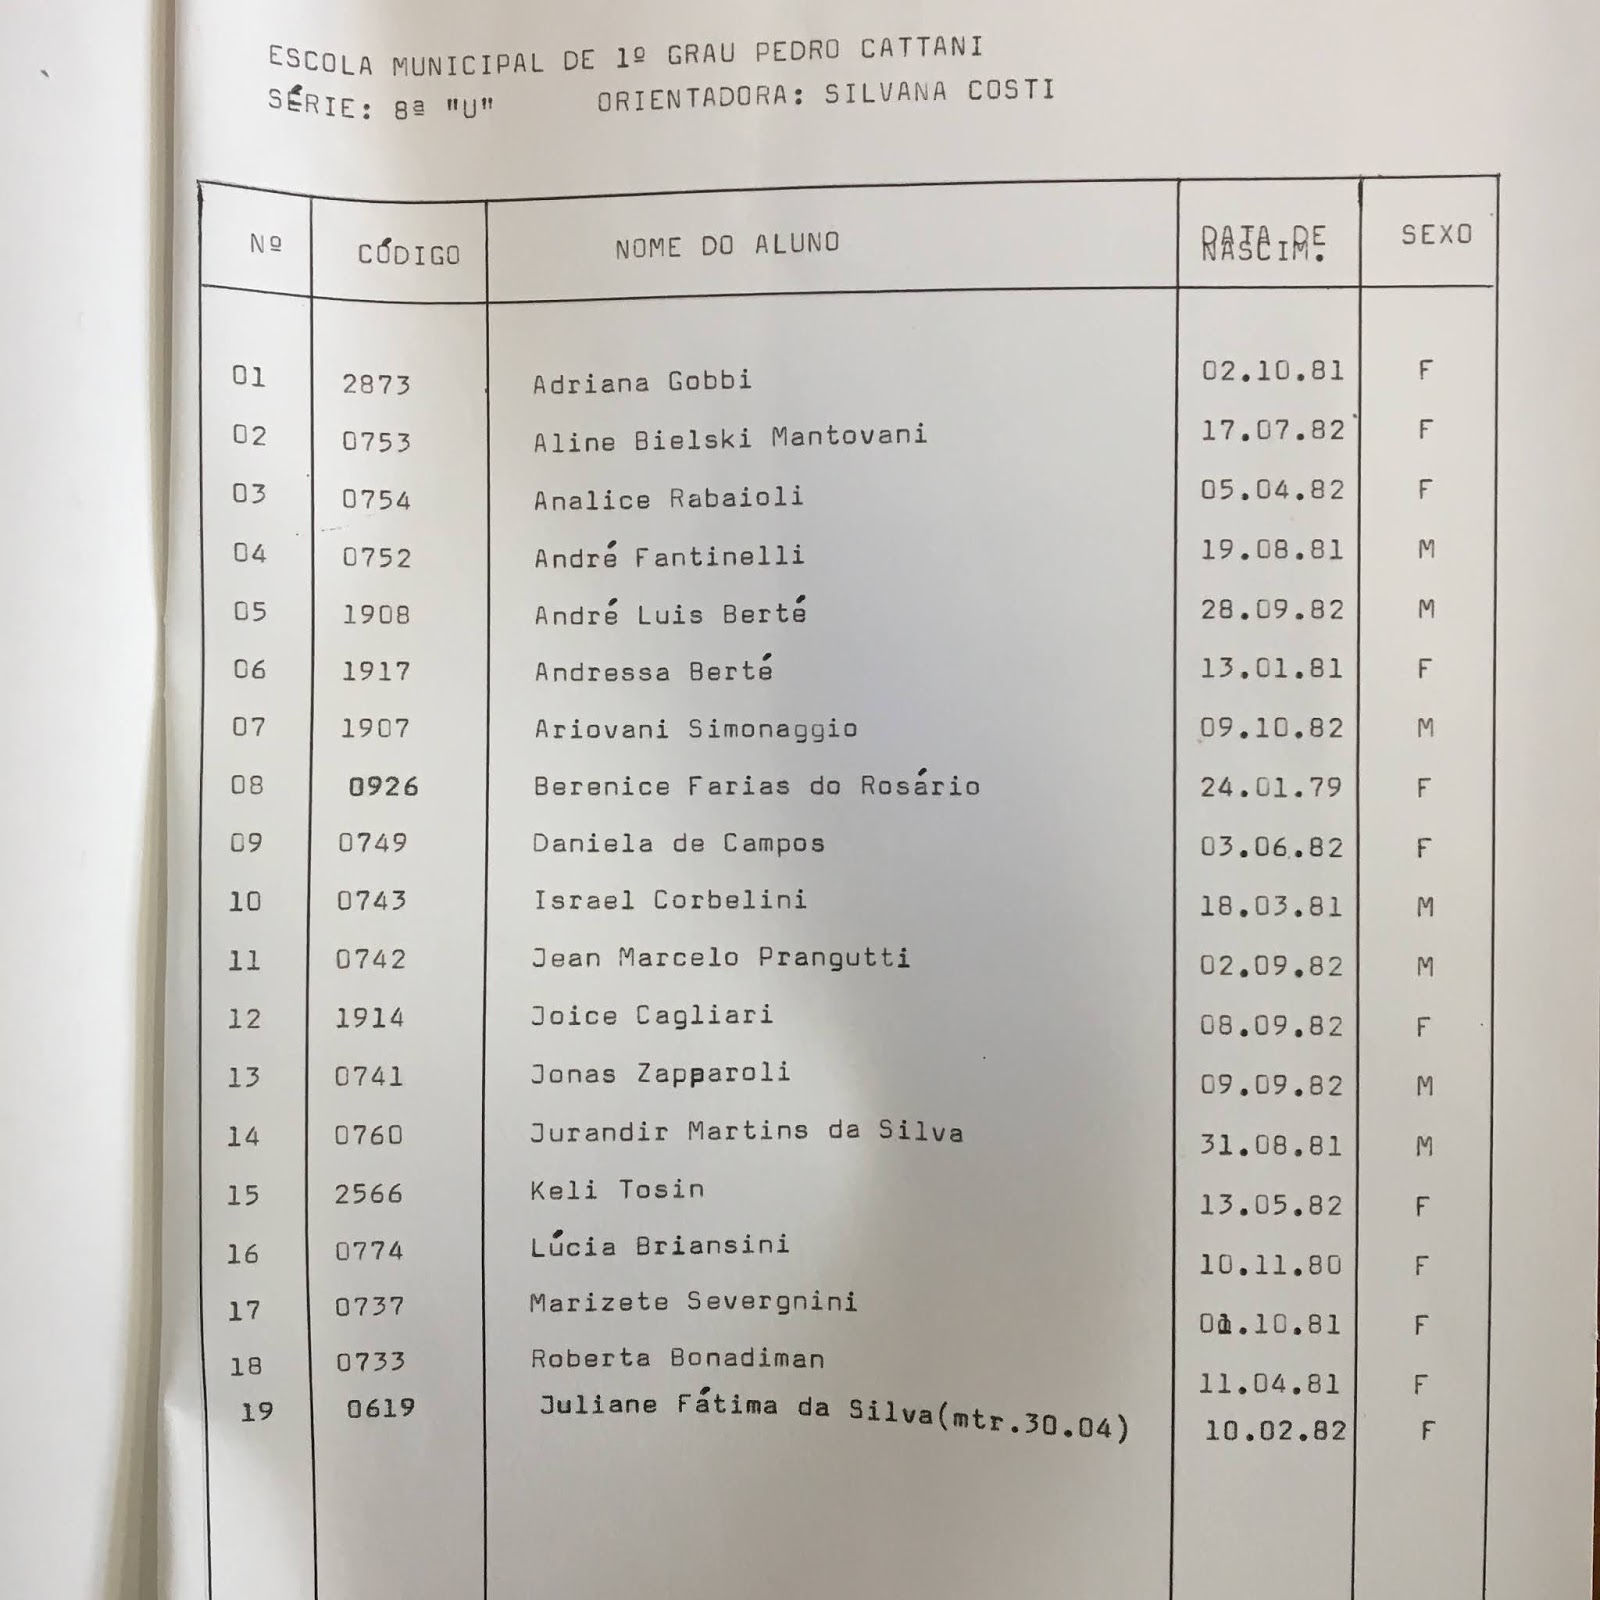 ESCOLA MUNICIPAL DE 1º GRAU PEDRO CATTANI
SÉRIE: 8ª "U" ORIENTADORA: SILVANA COSTI
Nº CÓDIGO NOME DO ALUNO DATA DE NASCIM. SEXO
01 2873 Adriana Gobbi 02.10.81 F
02 0753 Aline Bielski Mantovani 17.07.82 F
03 0754 Analice Rabaioli 05.04.82 F
04 0752 André Fantinelli 19.08.81 M
05 1908 André Luis Berté 28.09.82 M
06 1917 Andressa Berté 13.01.81 F
07 1907 Ariovani Simonaggio 09.10.82 M
08 0926 Berenice Farias do Rosário 24.01.79 F
09 0749 Daniela de Campos 03.06.82 F
10 0743 Israel Corbelini 18.03.81 M
11 0742 Jean Marcelo Prangutti 02.09.82 M
12 1914 Joice Cagliari 08.09.82 F
13 0741 Jonas Zapparoli 09.09.82 M
14 0760 Jurandir Martins da Silva 31.08.81 M
15 2566 Keli Tosin 13.05.82 F
16 0774 Lúcia Briansini 10.11.80 F
17 0737 Marizete Severgnini F
18 0733 Roberta Bonadiman 11.04.81 F
19 0619 Juliane Fátima da Silva(mtr.30.04) 10.02.82 F